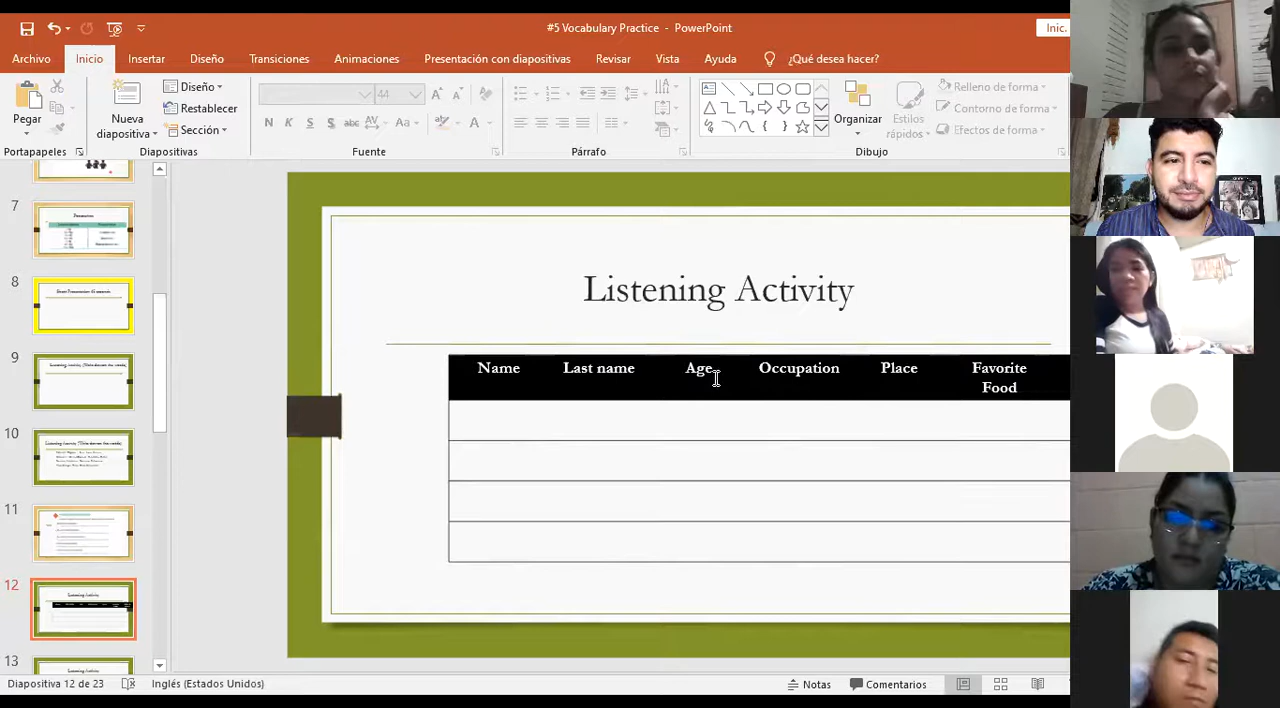 #5 Vocabulary Practice - PowerPoint
Inic.
Archivo Inicio Insertar Diseño Transiciones Animaciones Presentación con diapositivas Revisar Vista Ayuda ¿Qué desea hacer?
Pegar
Nueva
diapositiva
Diseño
Restablecer
Sección
44
N K S S abc AV Aa A
Organizar
Estilos
rápidos
Relleno de forma
Contorno de forma
Efectos de forma
Portapapeles Diapositivas Fuente Párrafo Dibujo
7
8
9
10
11
12
13
Listening Activity
Name Last name Age Occupation Place Favorite
Food
Diapositiva 12 de 23 Inglés (Estados Unidos) Notas Comentarios